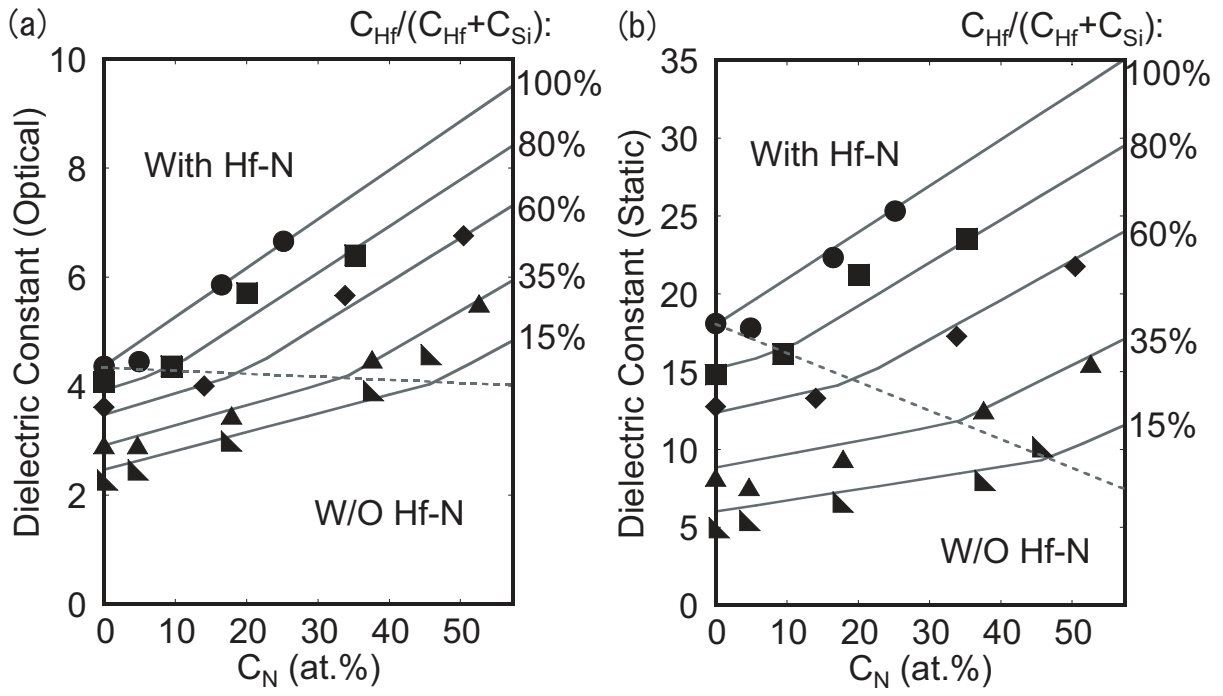 (a)
C_Hf/(C_Hf+C_Si):
Dielectric Constant (Optical)
10
8
6
4
2
0
With Hf-N
W/O Hf-N
100%
80%
60%
35%
15%
0 10 20 30 40 50
C_N (at.%)
(b)
C_Hf/(C_Hf+C_Si):
Dielectric Constant (Static)
35
30
25
20
15
10
5
0
With Hf-N
W/O Hf-N
100%
80%
60%
35%
15%
0 10 20 30 40 50
C_N (at.%)